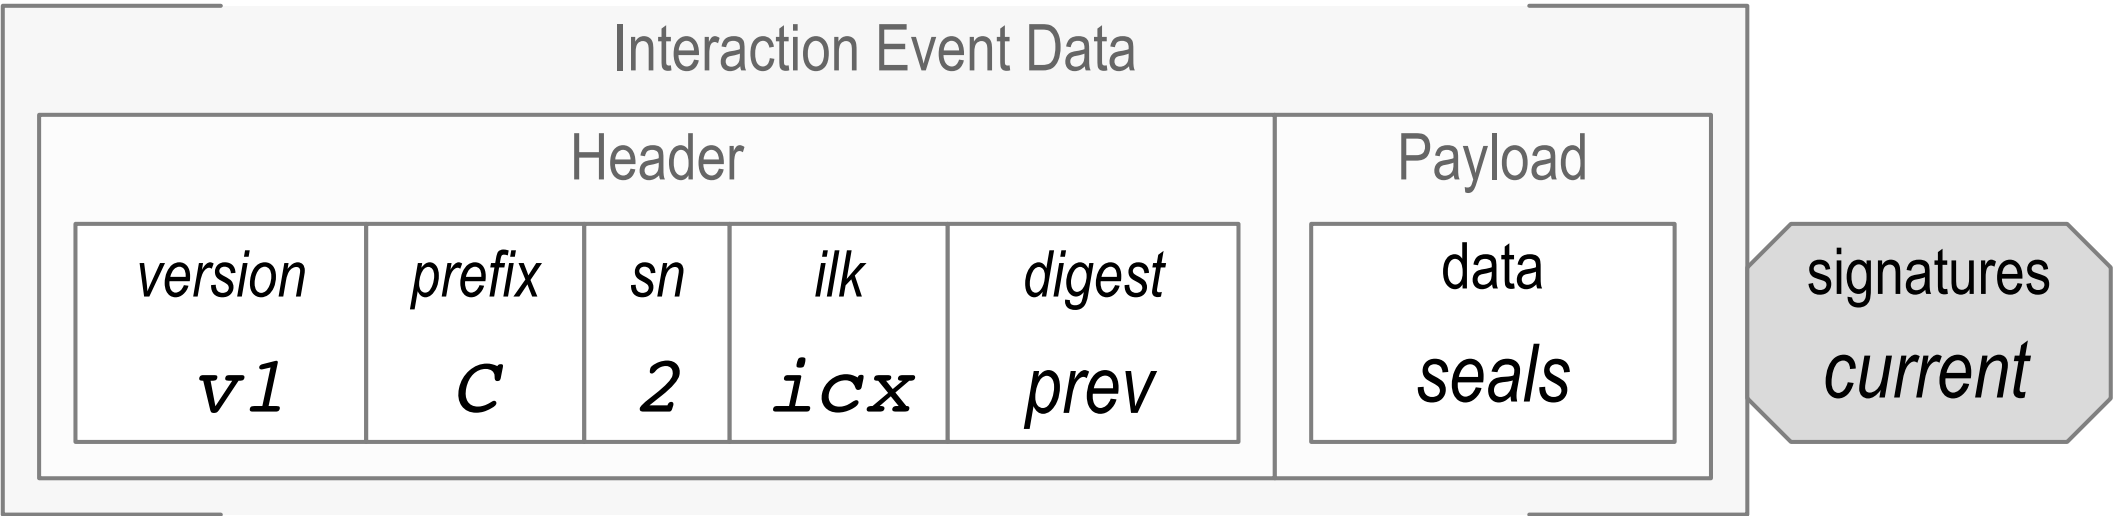 Interaction Event Data
Header
Payload
version prefix sn ilk digest
data
signatures
v1 C 2 icx prev
seals
current